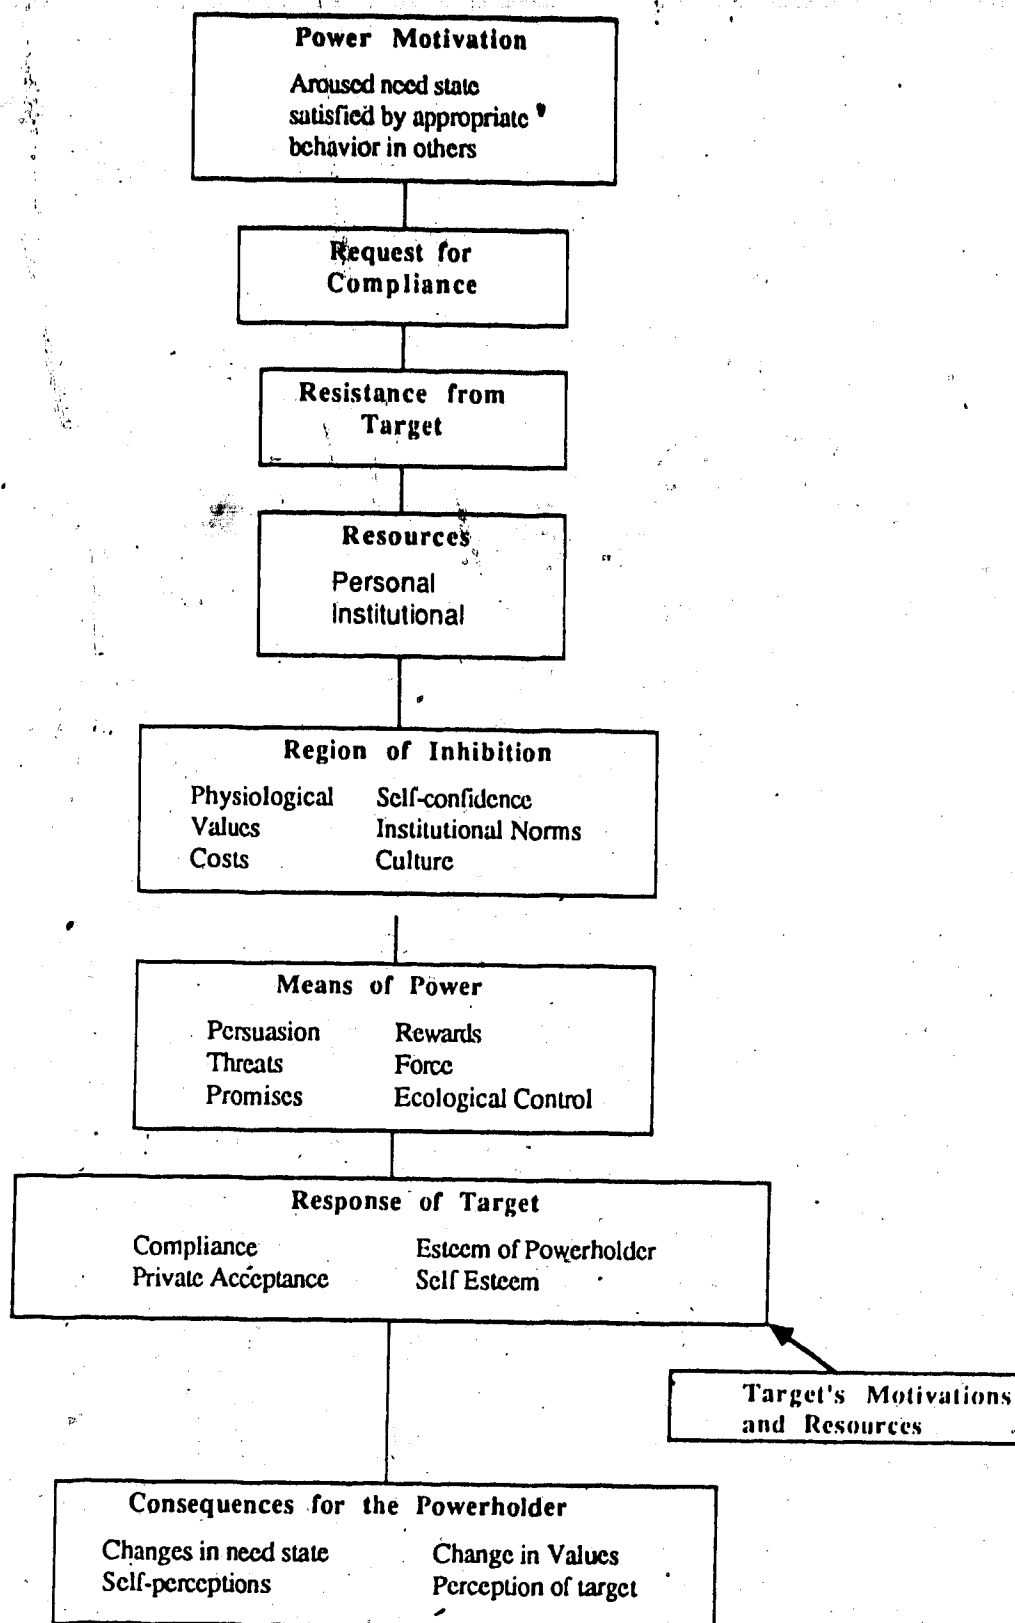 Power Motivation
Aroused need state
satisfied by appropriate
behavior in others
Request for
Compliance
Resistance from
Target
Resources
Personal
Institutional
Region of Inhibition
Physiological Self-confidence
Values Institutional Norms
Costs Culture
Means of Power
Persuasion Rewards
Threats Force
Promises Ecological Control
Response of Target
Compliance Esteem of Powerholder
Private Acceptance Self Esteem
Target's Motivations
and Resources
Consequences for the Powerholder
Changes in need state Change in Values
Self-perceptions Perception of target